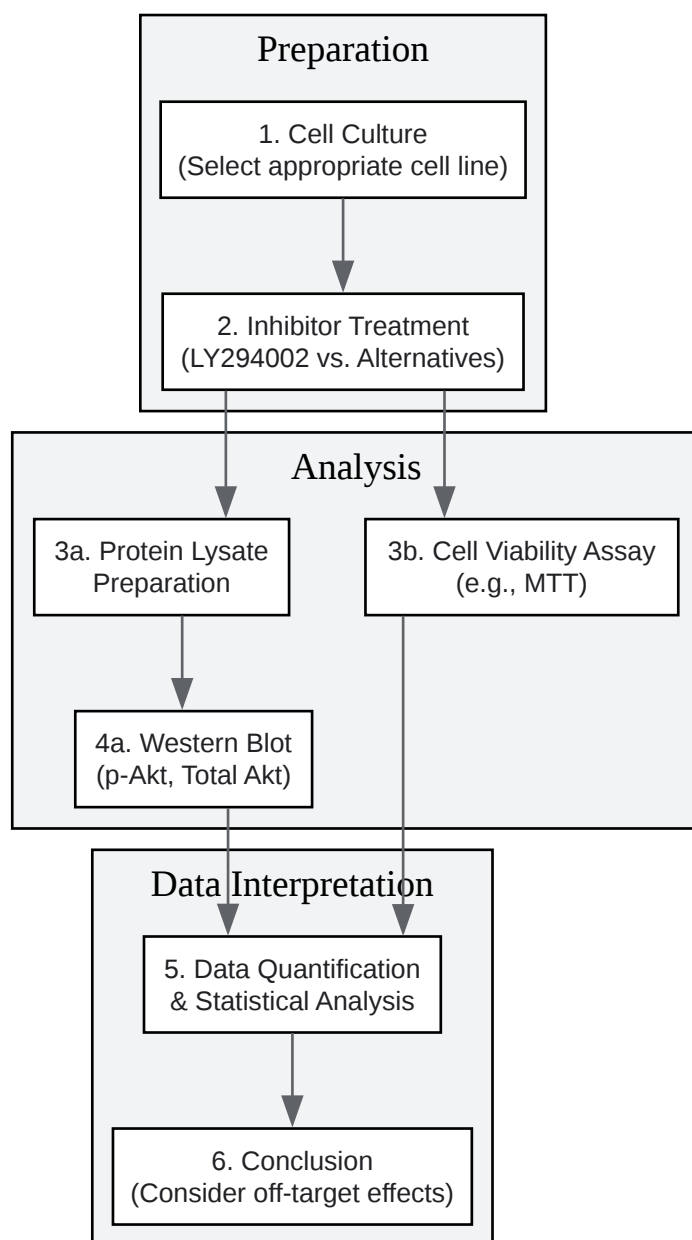 Preparation
1. Cell Culture
(Select appropriate cell line)
2. Inhibitor Treatment
(LY294002 vs. Alternatives)
Analysis
3a. Protein Lysate
Preparation
3b. Cell Viability Assay
(e.g., MTT)
4a. Western Blot
(p-Akt, Total Akt)
Data Interpretation
5. Data Quantification
& Statistical Analysis
6. Conclusion
(Consider off-target effects)